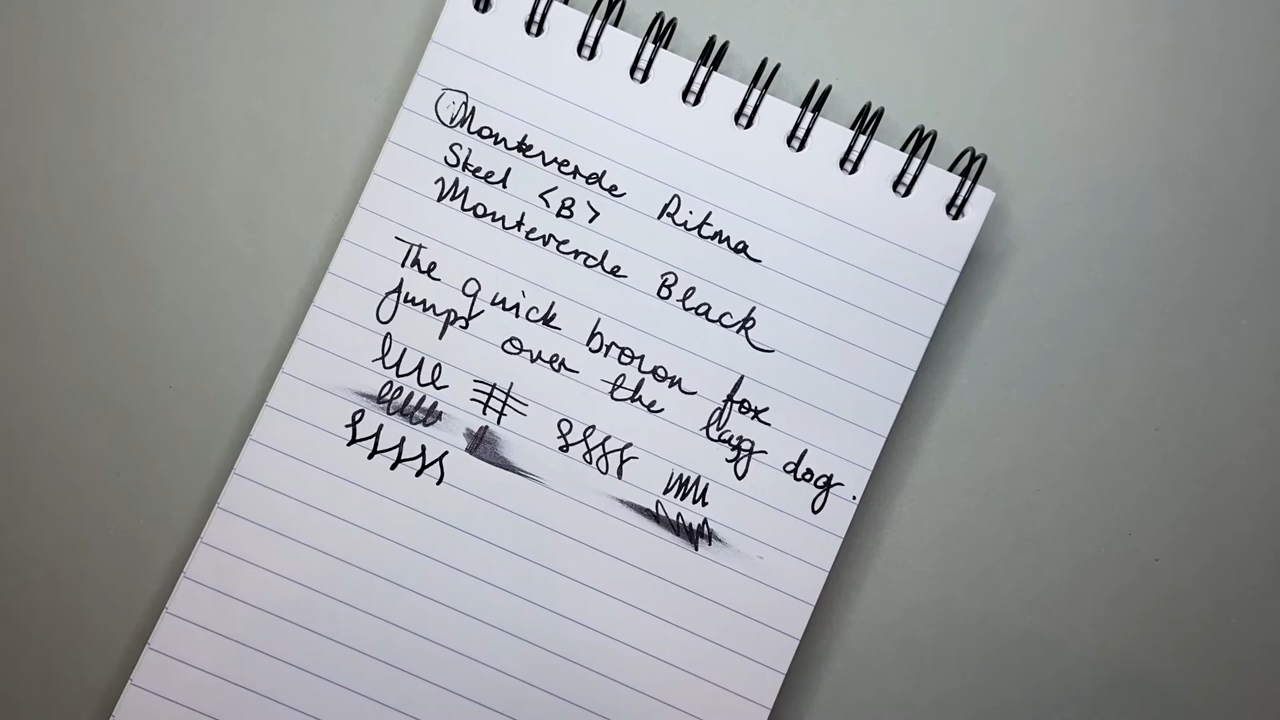 Monteverde Ritma
Steel <B>
Monteverde Black
The quick brown fox
jumps over the lazy dog.